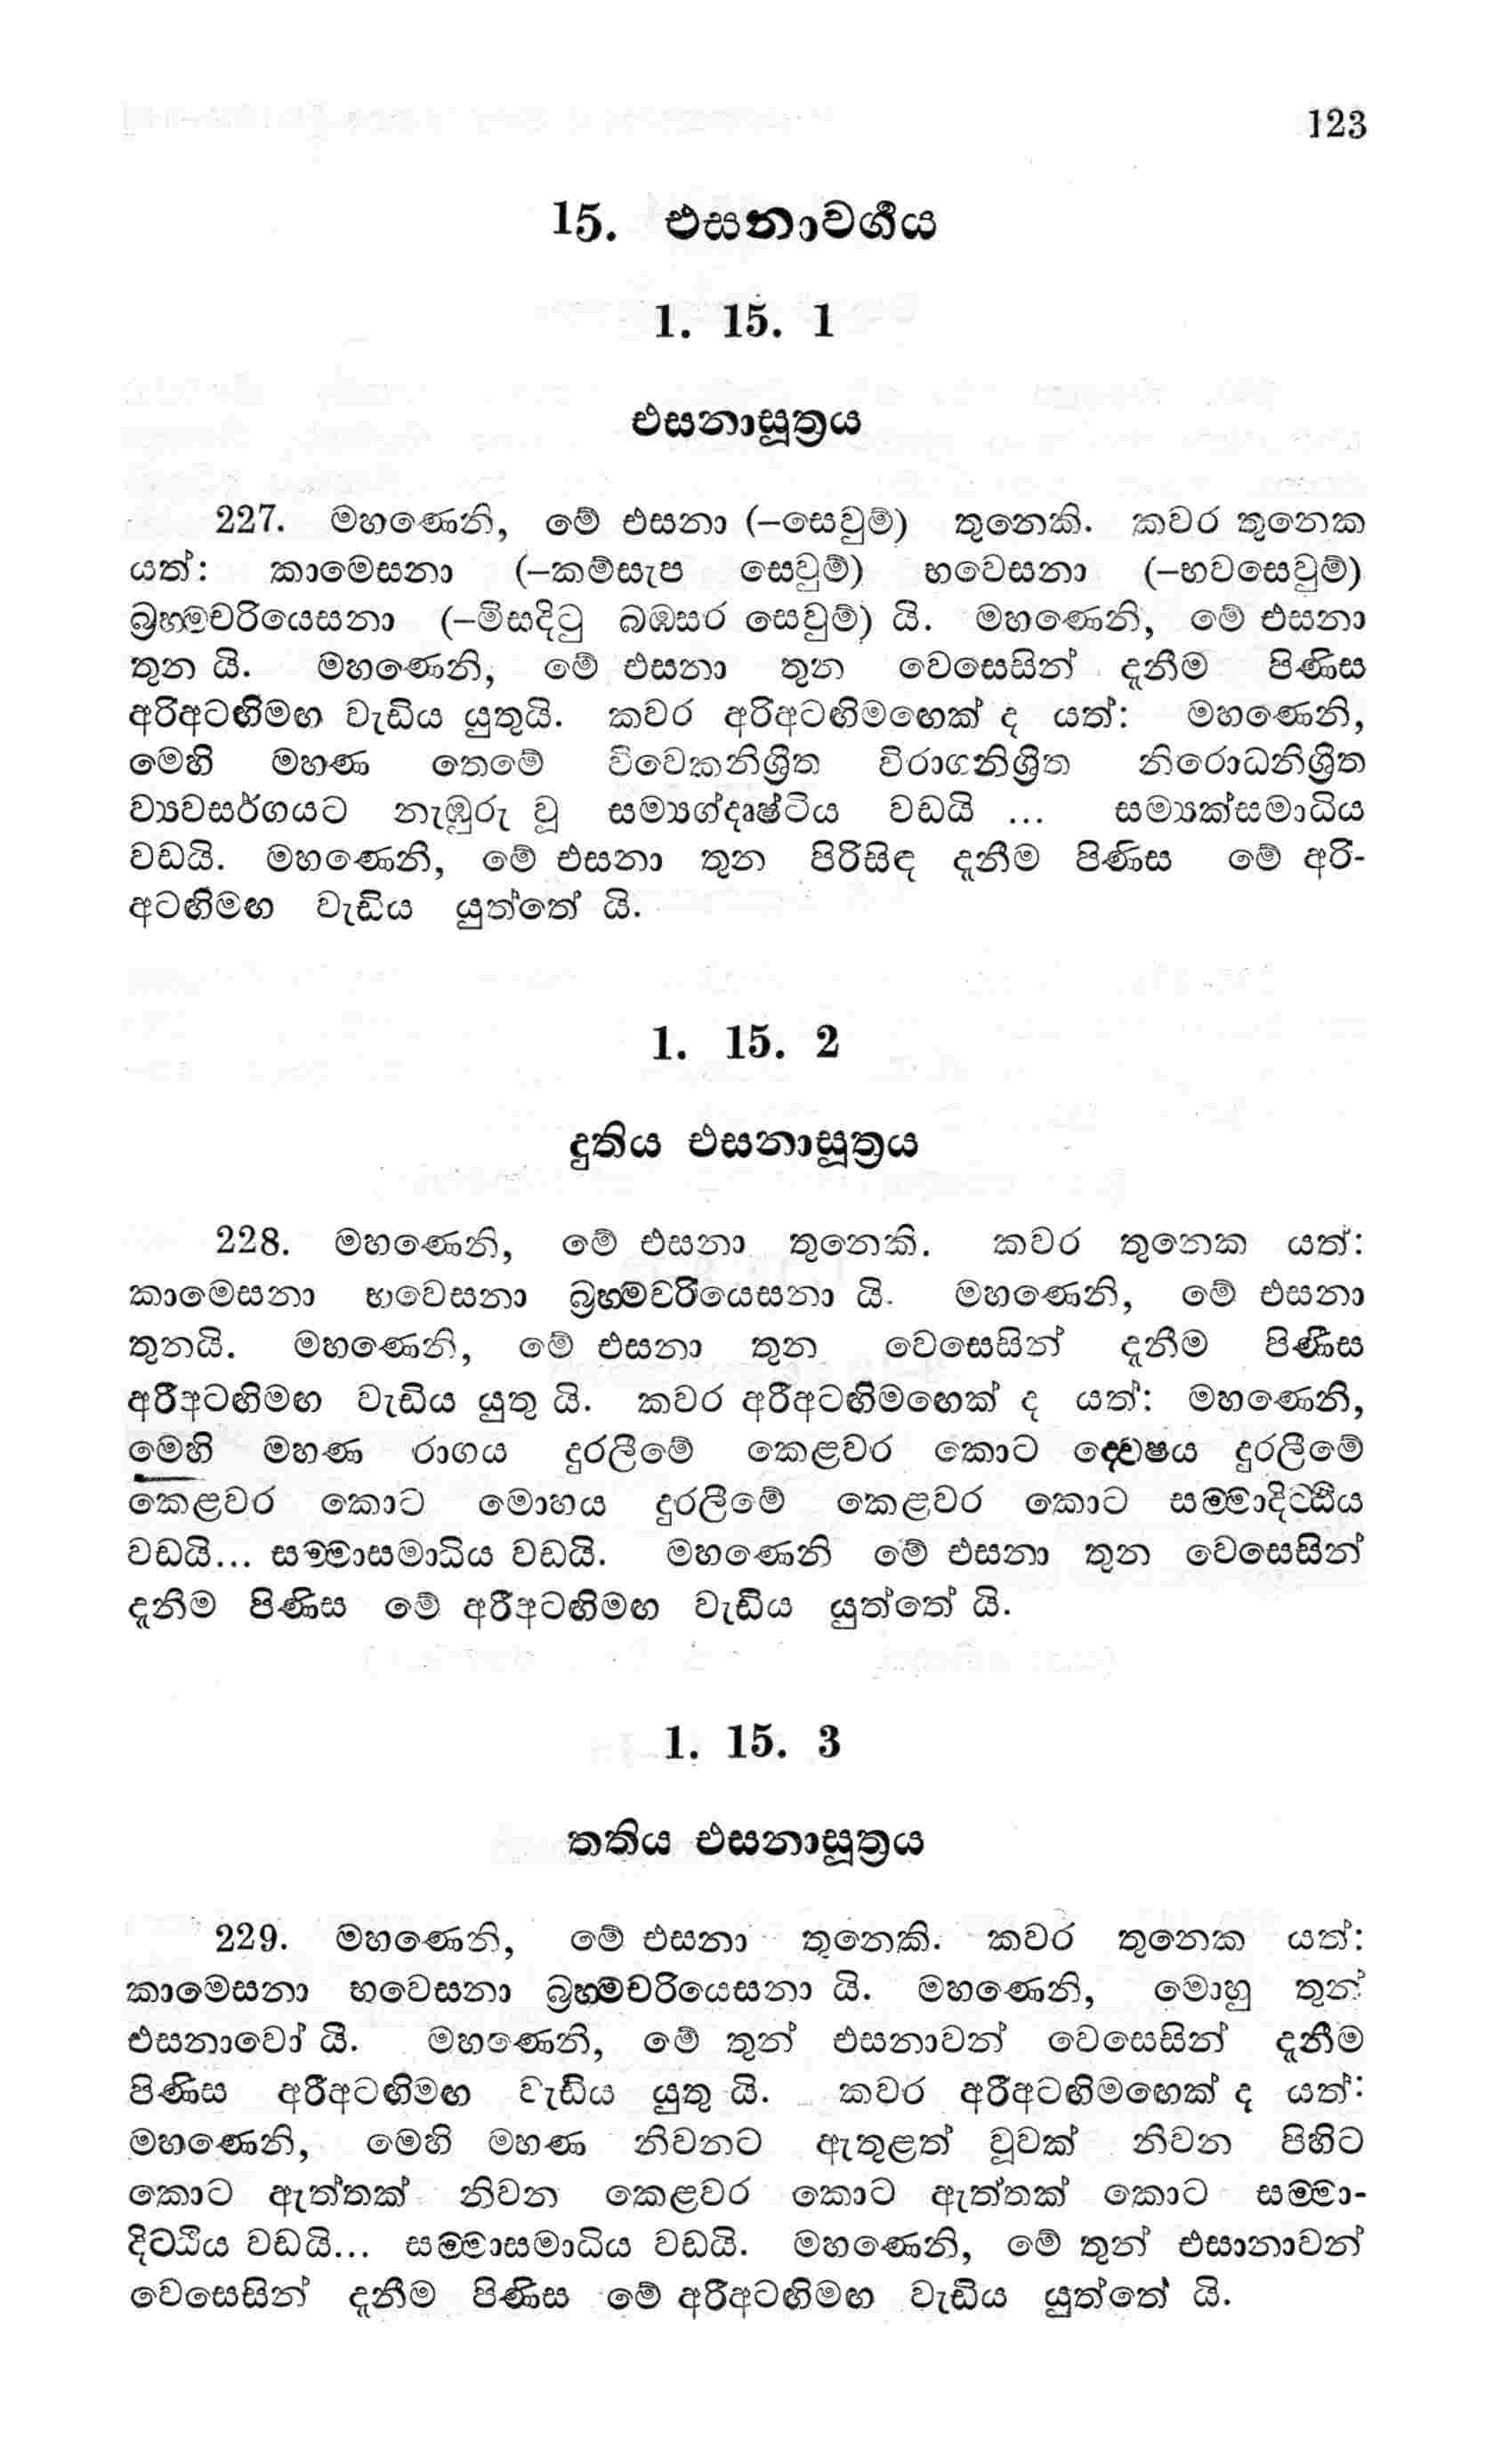 123
15. එසනාවර්‍ගය
1. 15. 1
එසනාසූත්‍රය
227. මහණෙනි, මේ එසනා (–සෙවුම්) තුනෙකි. කවර තුනෙක
යත්: කාමෙසනා (–කම්සැප සෙවුම්) භවෙසනා (–භවසෙවුම්)
බ්‍රහ්‍මචරියෙසනා (–මිසදිටු බඹසර සෙවුම්) යි. මහණෙනි, මේ එසනා
තුන යි. මහණෙනි, මේ එසනා තුන වෙසෙසින් දැනීම පිණිස
අරිඅටඟිමඟ වැඩිය යුතුයි. කවර අරිඅටඟිමඟෙක් ද යත්: මහණෙනි,
මෙහි මහණ තෙමේ විවෙකනිශ්‍රිත විරාගනිශ්‍රිත නිරොධනිශ්‍රිත
ව්‍යවසර්ගයට නැඹුරු වූ සම්‍යග්දෘෂ්ටිය වඩයි ... සම්‍යක්සමාධිය
වඩයි. මහණෙනි, මේ එසනා තුන පිරිසිඳ දැනීම පිණිස මේ අරි-
අටඟිමඟ වැඩිය යුත්තේ යි.
1. 15. 2
දුතිය එසනාසූත්‍රය
228. මහණෙනි, මේ එසනා තුනෙකි. කවර තුනෙක යත්:
කාමෙසනා භවෙසනා බ්‍රහ්‍මචරියෙසනා යි. මහණෙනි, මේ එසනා
තුනයි. මහණෙනි, මේ එසනා තුන වෙසෙසින් දැනීම පිණිස
අරිඅටඟිමඟ වැඩිය යුතු යි. කවර අරිඅටඟිමඟෙක් ද යත්: මහණෙනි,
මෙහි මහණ රාගය දුරලීමේ කෙළවර කොට ද්‍වෙෂය දුරලීමේ
කෙළවර කොට මොහය දුරලීමේ කෙළවර කොට සම්‍මාදිට්ඨිය
වඩයි... සම්‍මාසමාධිය වඩයි. මහණෙනි මේ එසනා තුන වෙසෙසින්
දැනීම පිණිස මේ අරිඅටඟිමඟ වැඩිය යුත්තේ යි.
1. 15. 3
තතිය එසනාසූත්‍රය
229. මහණෙනි, මේ එසනා තුනෙකි. කවර තුනෙක යත්:
කාමෙසනා භවෙසනා බ්‍රහ්‍මචරියෙසනා යි. මහණෙනි, මොහු තුන්
එසනාවෝ යි. මහණෙනි, මේ තුන් එසනාවන් වෙසෙසින් දැනීම
පිණිස අරිඅටඟිමඟ වැඩිය යුතු යි. කවර අරිඅටඟිමඟෙක් ද යත්:
මහණෙනි, මෙහි මහණ නිවනට ඇතුළත් වූවක් නිවන පිහිට
කොට ඇත්තක් නිවන කෙළවර කොට ඇත්තක් කොට සම්‍මා-
දිට්ඨිය වඩයි... සම්‍මාසමාධිය වඩයි. මහණෙනි, මේ තුන් එසානාවන්
වෙසෙසින් දැනීම පිණිස මේ අරිඅටඟිමඟ වැඩිය යුත්තේ යි.